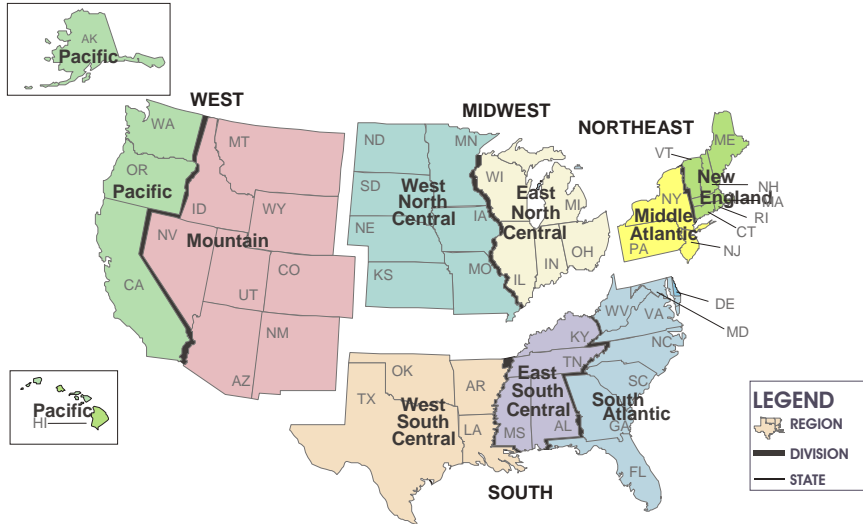 AK
Pacific
WEST
MIDWEST
NORTHEAST
WA
MT
ND
MN
VT
ME
OR
Pacific
ID
WY
SD
West
North
Central
WI
East
North
Central
MI
NY
New
England
NH
MA
RI
CT
NV
Mountain
NE
IA
Middle
Atlantic
PA
NJ
CA
UT
CO
KS
MO
IL
IN
OH
AZ
NM
WV
VA
DE
MD
KY
NC
OK
AR
TN
TX
West
South
Central
East
South
Central
SC
South
Atlantic
LA
MS
AL
GA
FL
Pacific
HI
SOUTH
LEGEND
REGION
DIVISION
STATE